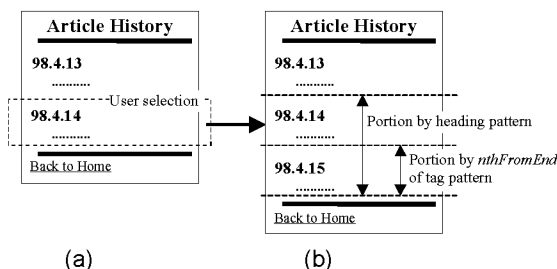 Article History
98.4.13
...........
User selection
98.4.14
...........
Back to Home
(a)
Article History
98.4.13
...........
98.4.14
...........
Portion by heading pattern
98.4.15
...........
Portion by nthFromEnd
of tag pattern
Back to Home
(b)